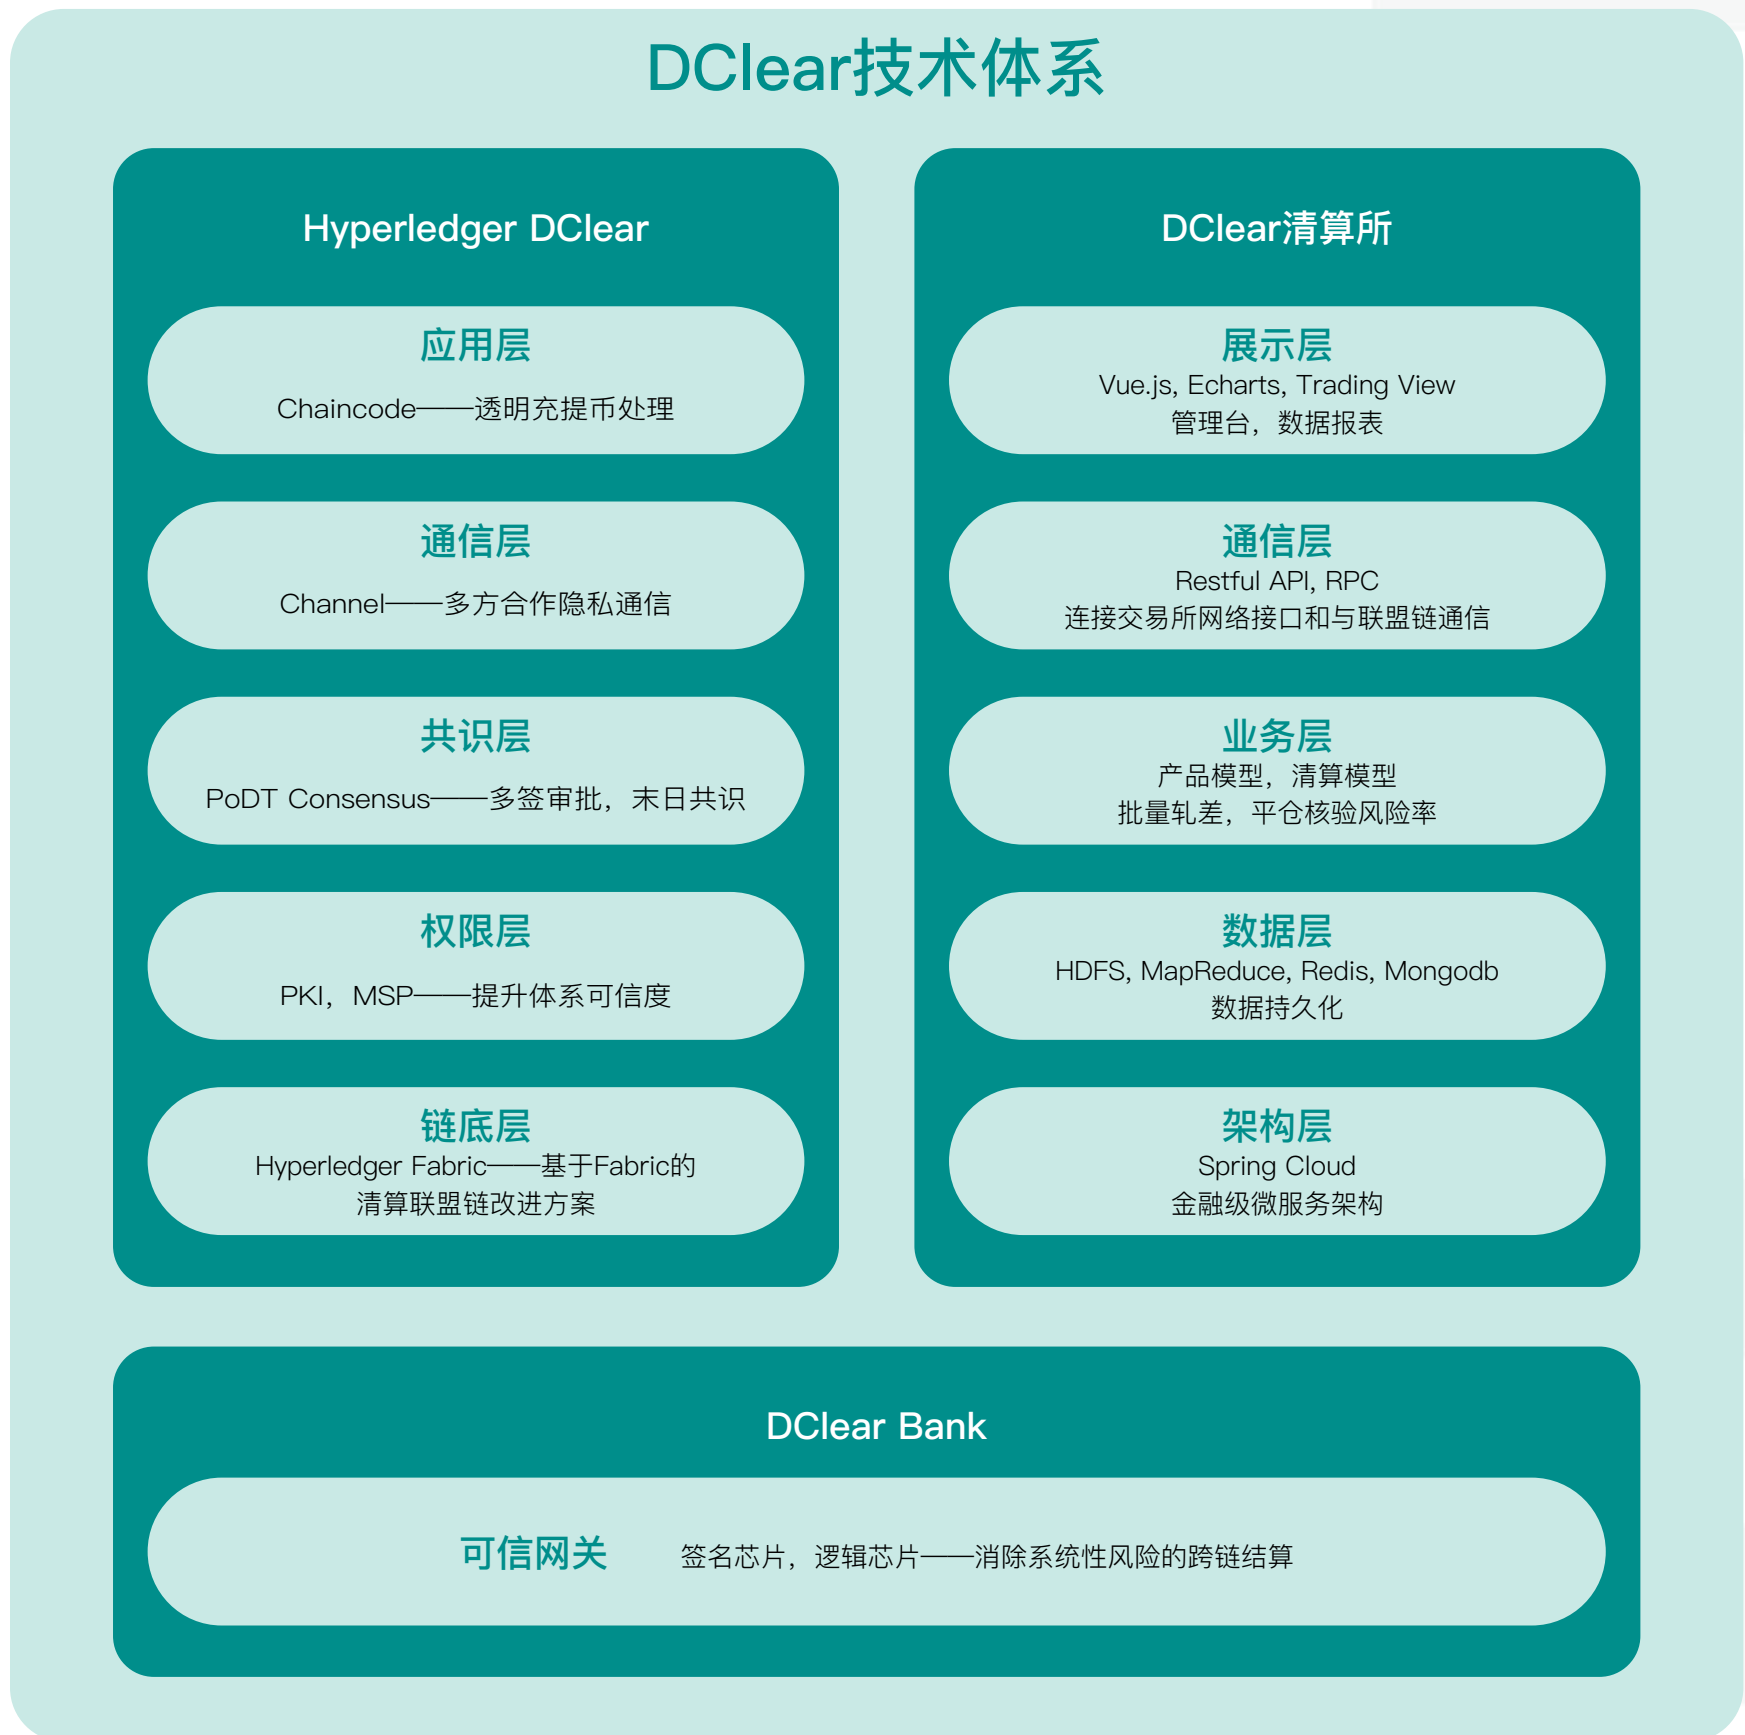 DClear技术体系
Hyperledger DClear
应用层
Chaincode——透明充提币处理
通信层
Channel——多方合作隐私通信
共识层
PoDT Consensus——多签审批，末日共识
权限层
PKI，MSP——提升体系可信度
链底层
Hyperledger Fabric——基于Fabric的
清算联盟链改进方案
DClear清算所
展示层
Vue.js, Echarts, Trading View
管理台，数据报表
通信层
Restful API, RPC
连接交易所网络接口和与联盟链通信
业务层
产品模型，清算模型
批量轧差，平仓核验风险率
数据层
HDFS, MapReduce, Redis, Mongodb
数据持久化
架构层
Spring Cloud
金融级微服务架构
DClear Bank
可信网关 签名芯片，逻辑芯片——消除系统性风险的跨链结算